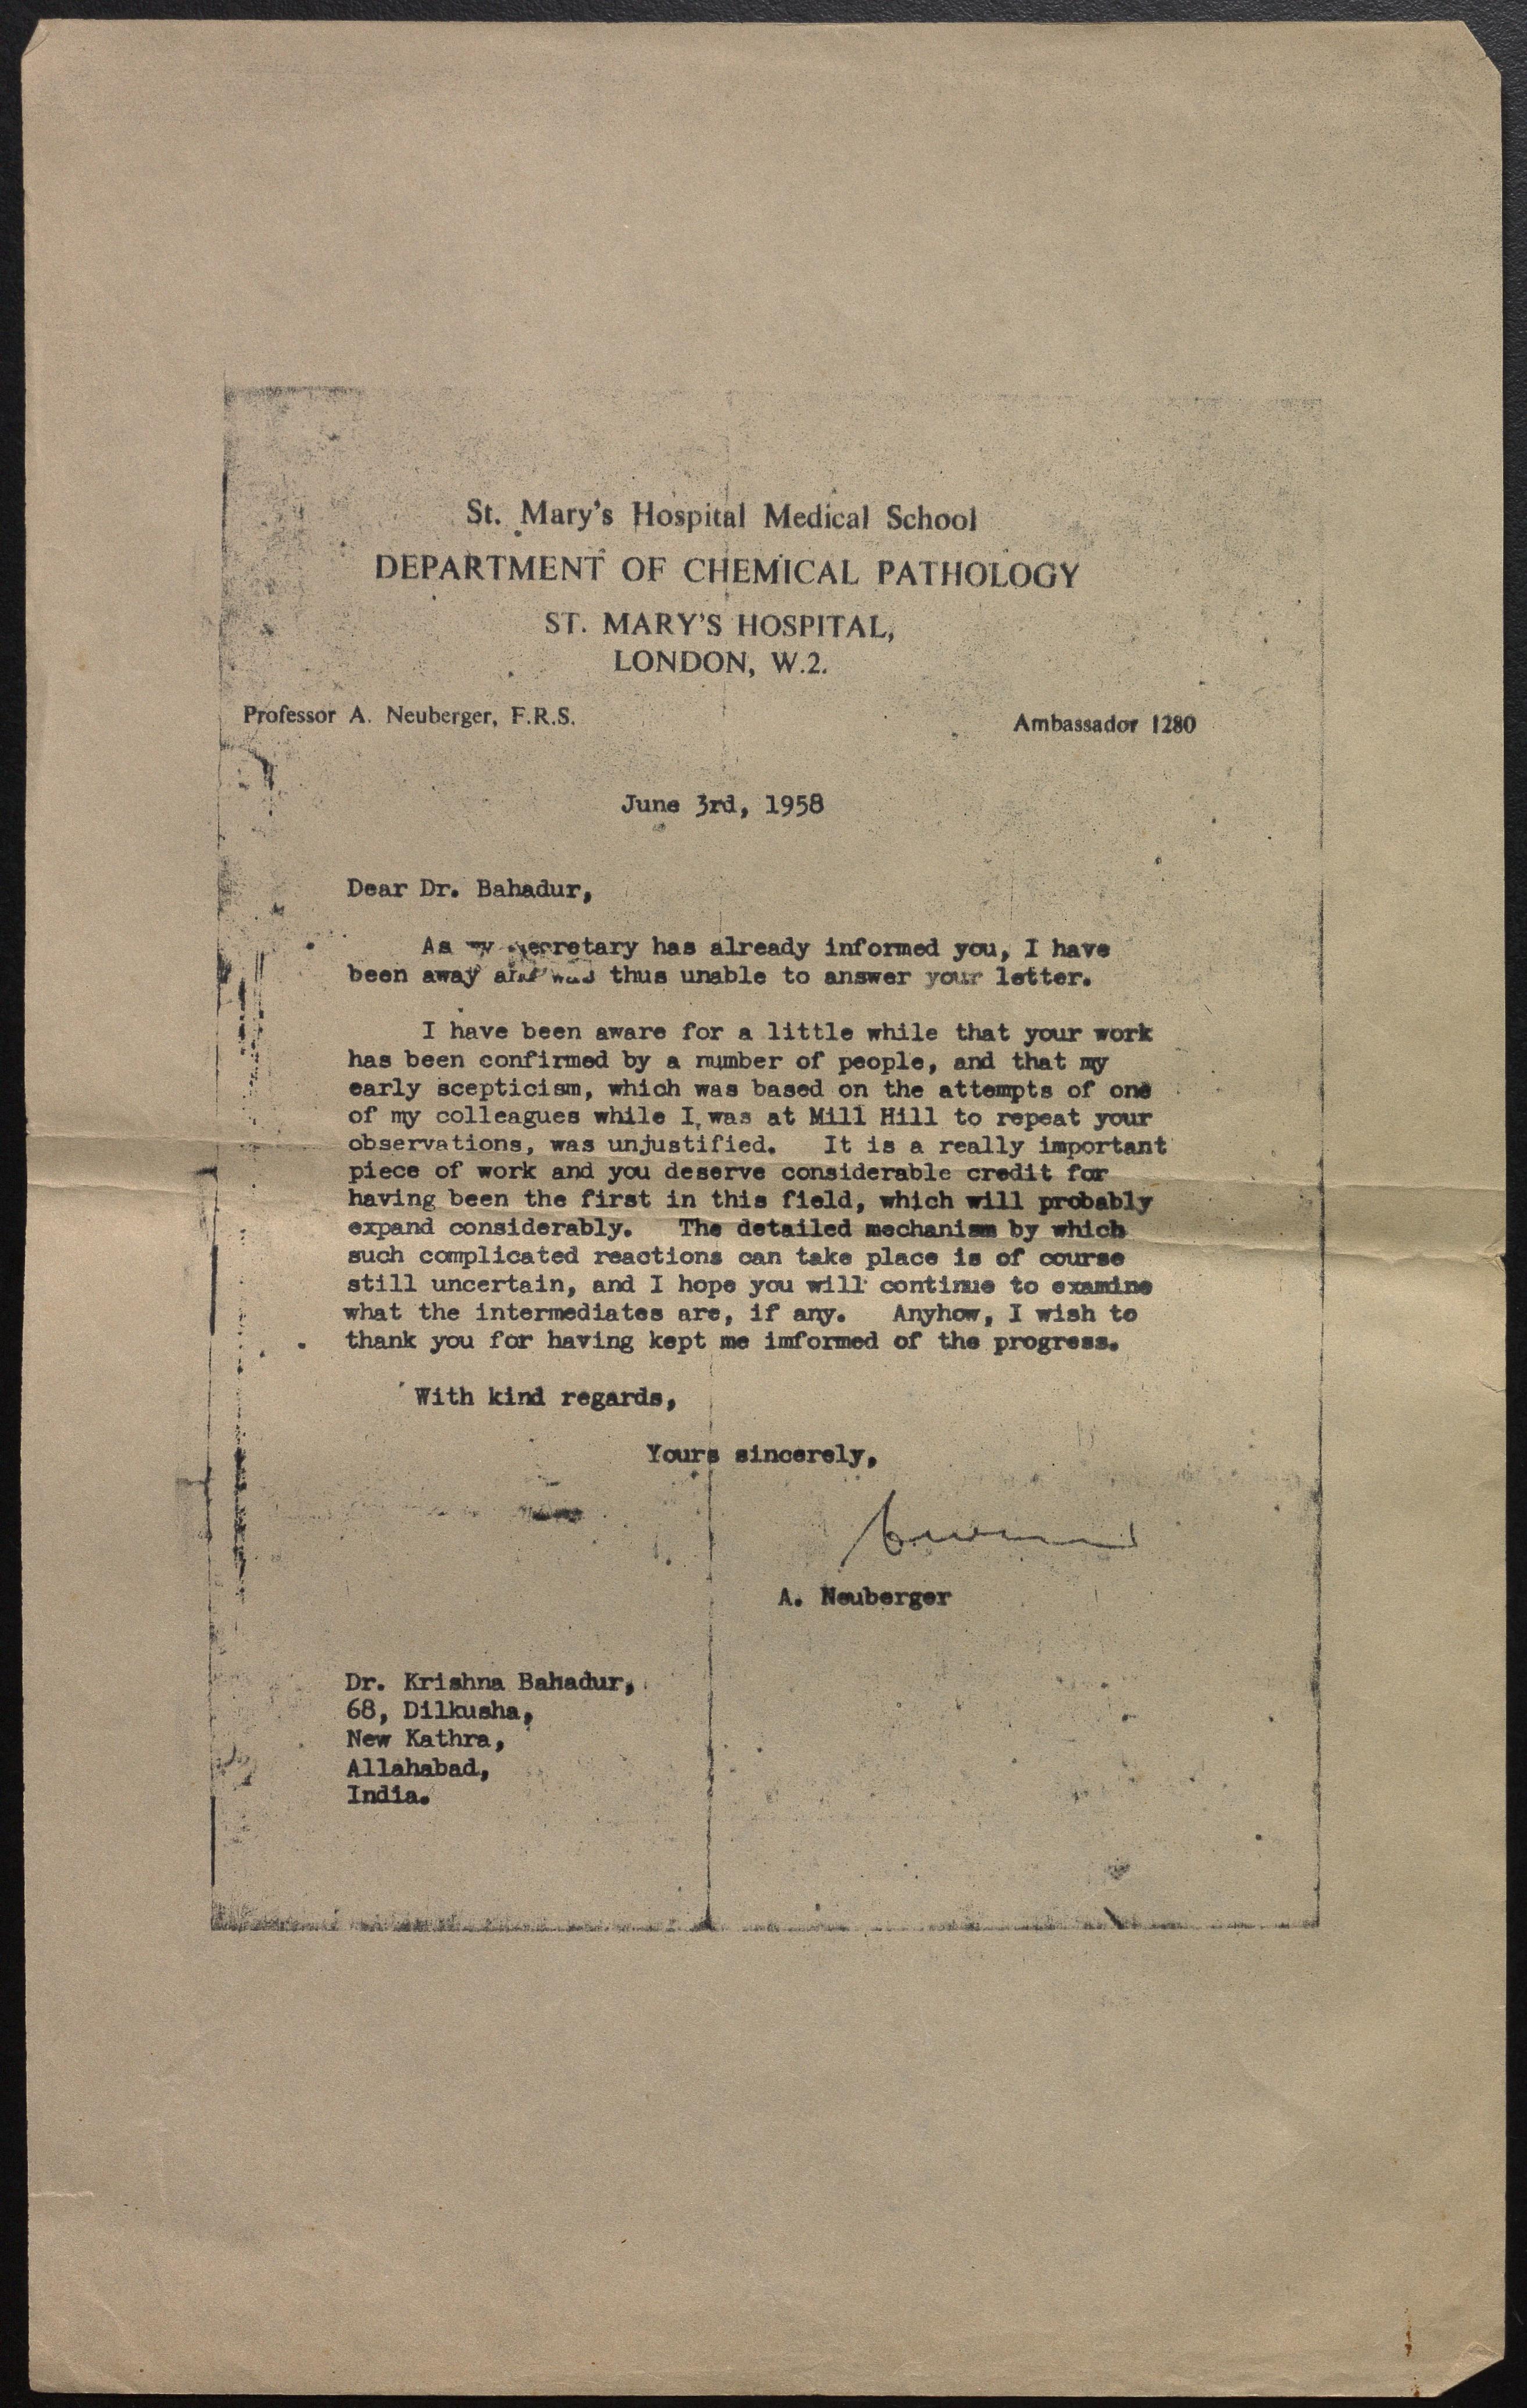 St. Mary's Hospital Medical School
DEPARTMENT OF CHEMICAL PATHOLOGY
ST. MARY'S HOSPITAL,
LONDON, W.2.
Professor A. Neuberger, F.R.S.
Ambassador 1280
June 3rd, 1958
Dear Dr. Bahadur,
As my secretary has already informed you, I have
been away and was thus unable to answer your letter.
I have been aware for a little while that your work
has been confirmed by a number of people, and that my
early scepticism, which was based on the attempts of one
of my colleagues while I was at Mill Hill to repeat your
observations, was unjustified. It is a really important
piece of work and you deserve considerable credit for
having been the first in this field, which will probably
expand considerably. The detailed mechanism by which
such complicated reactions can take place is of course
still uncertain, and I hope you will continue to examine
what the intermediates are, if any. Anyhow, I wish to
thank you for having kept me imformed of the progress.
With kind regards,
Yours sincerely,
A. Neuberger
Dr. Krishna Bahadur,
68, Dilkusha,
New Kathra,
Allahabad,
India.